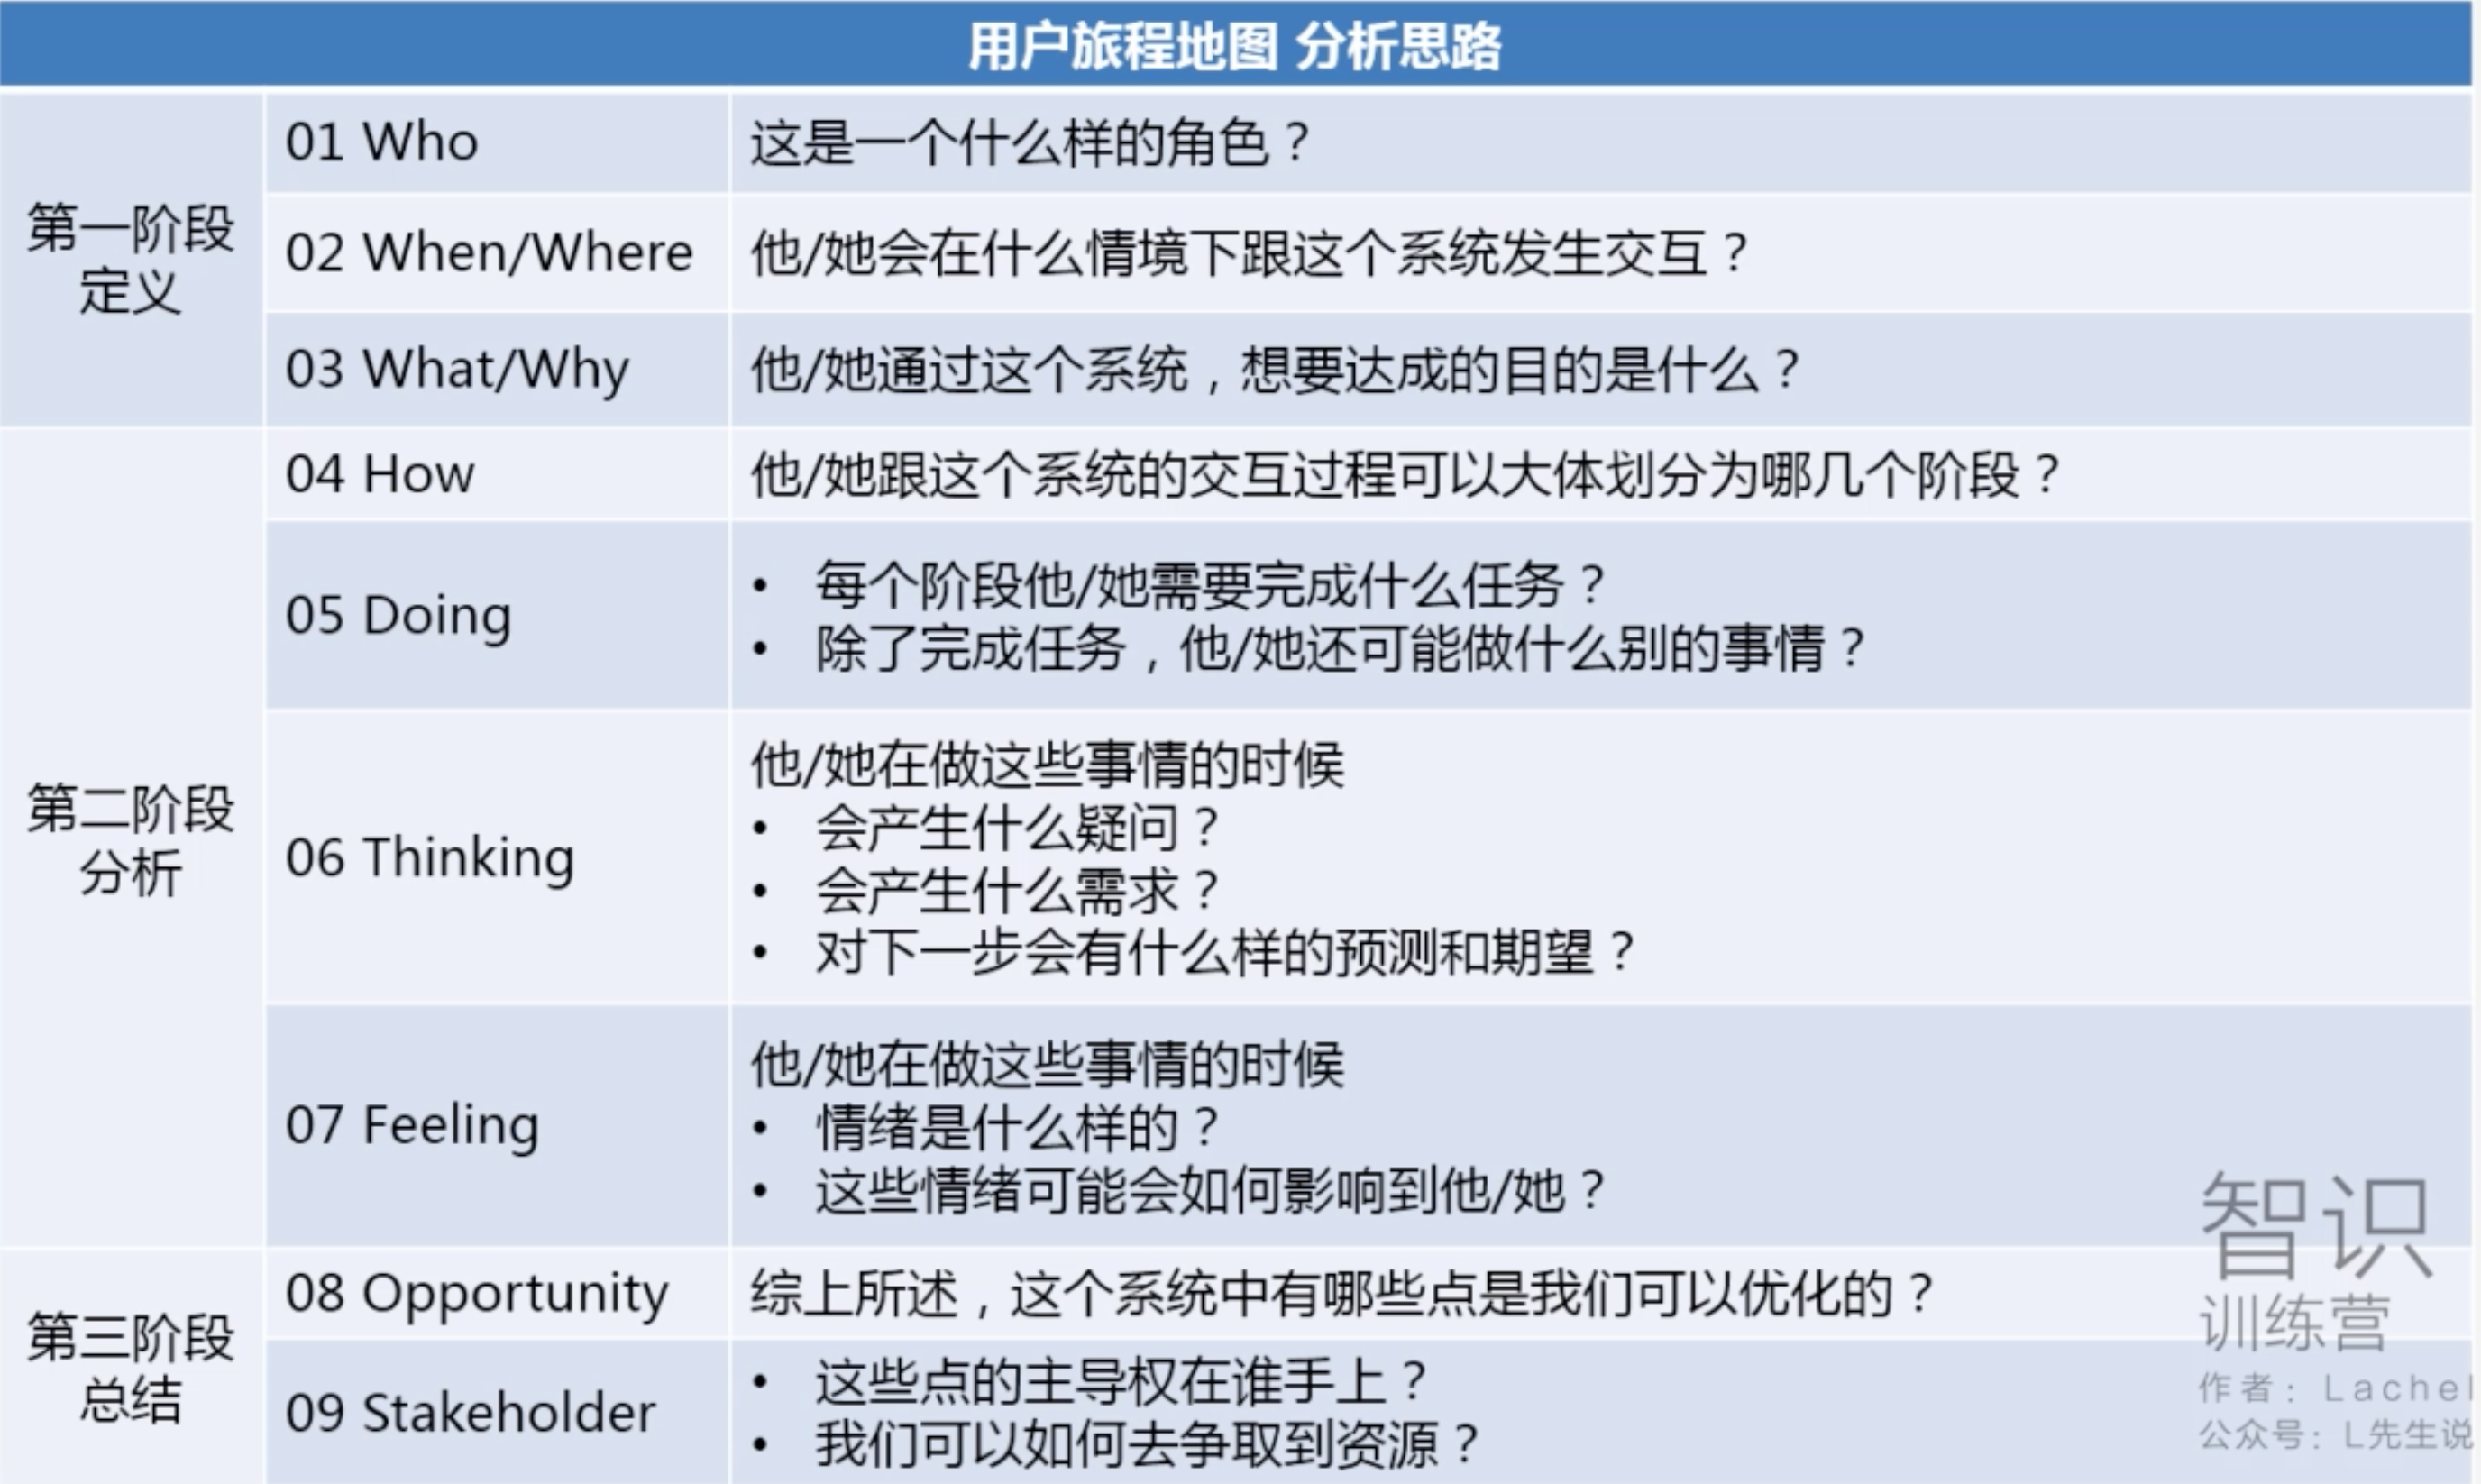 用户旅程地图 分析思路
第一阶段
定义
01 Who
这是一个什么样的角色？
02 When/Where
他/她会在什么情境下跟这个系统发生交互？
03 What/Why
他/她通过这个系统，想要达成的目的是什么？
第二阶段
分析
04 How
他/她跟这个系统的交互过程可以大体划分为哪几个阶段？
05 Doing
• 每个阶段他/她需要完成什么任务？
• 除了完成任务，他/她还可能做什么别的事情？
06 Thinking
他/她在做这些事情的时候
• 会产生什么疑问？
• 会产生什么需求？
• 对下一步会有什么样的预测和期望？
07 Feeling
他/她在做这些事情的时候
• 情绪是什么样的？
• 这些情绪可能会如何影响到他/她？
第三阶段
总结
08 Opportunity
综上所述，这个系统中有哪些点是我们可以优化的？
09 Stakeholder
• 这些点的主导权在谁手上？
• 我们可以如何去争取到资源？
智识
训练营
作者：Lachel
公众号：L先生说